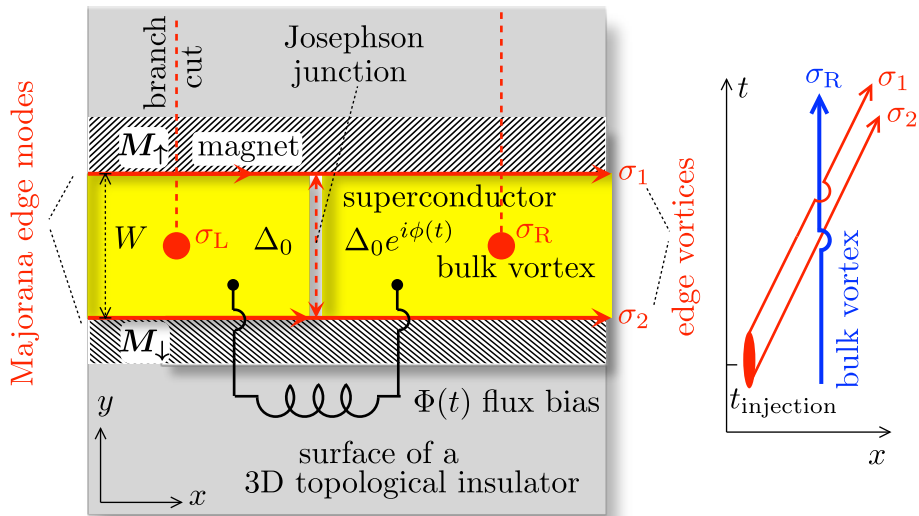 Majorana edge modes
branch
cut
Josephson
junction
M↑ magnet
σ₁
superconductor
W
σL
Δ₀
Δ₀e^{iϕ(t)}
σR
bulk vortex
σ₂
M↓
edge vortices
y
x
Φ(t) flux bias
surface of a
3D topological insulator
t
σR
σ₁
σ₂
bulk vortex
t injection
x